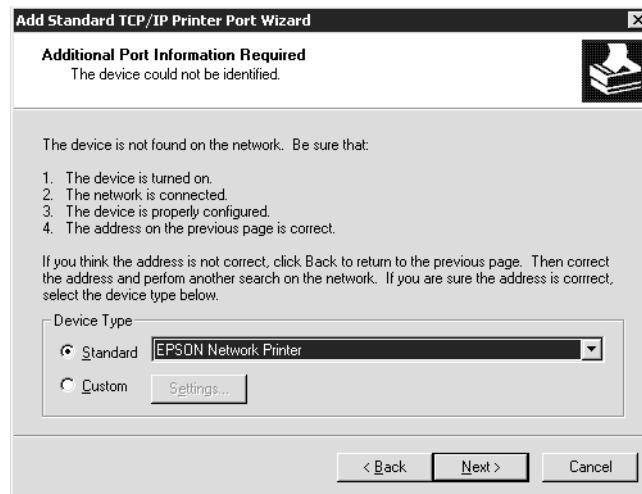 Add Standard TCP/IP Printer Port Wizard
Additional Port Information Required
The device could not be identified.
The device is not found on the network.  Be sure that:
1.  The device is turned on.
2.  The network is connected.
3.  The device is properly configured.
4.  The address on the previous page is correct.
If you think the address is not correct, click Back to return to the previous page.  Then correct
the address and perfom another search on the network.  If you are sure the address is corrrect,
select the device type below.
Device Type
Standard  EPSON Network Printer
Custom  Settings...
< Back  Next >  Cancel